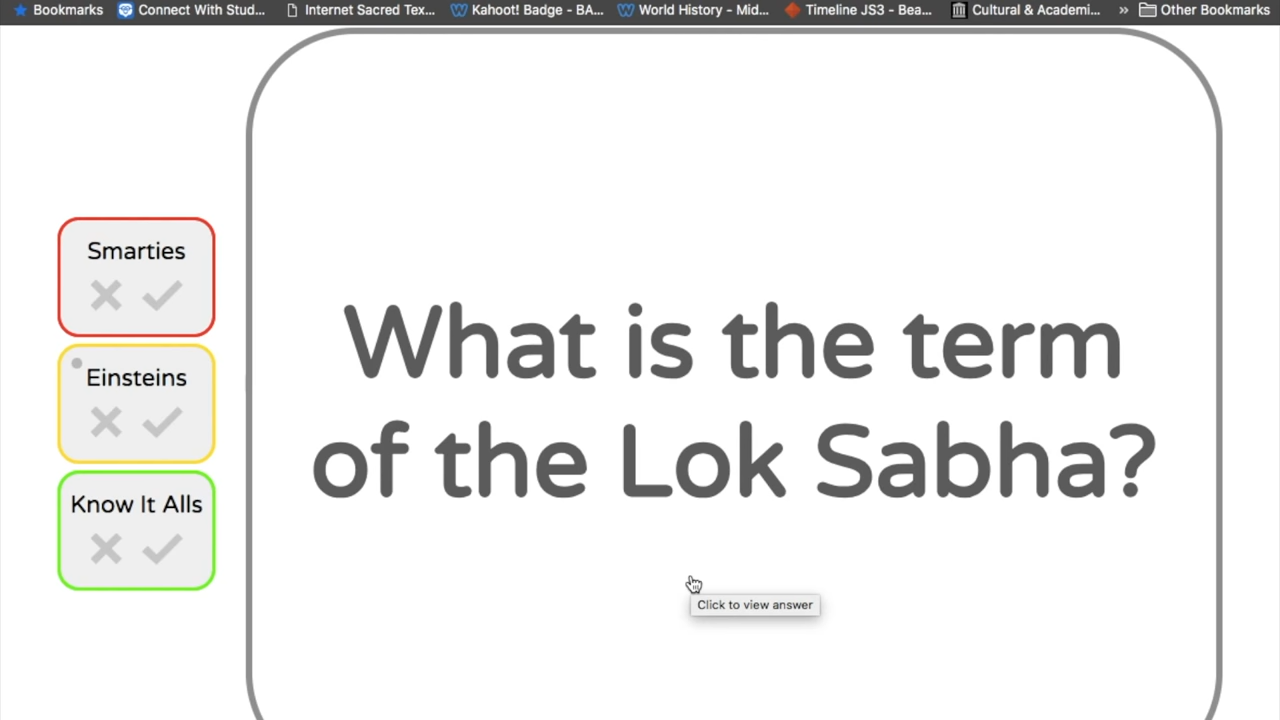 Bookmarks Connect With Stud... Internet Sacred Tex... Kahoot! Badge - BA... World History - Mid... Timeline JS3 - Bea... Cultural & Academi... » Other Bookmarks
Smarties
Einsteins
Know It Alls
What is the term
of the Lok Sabha?
Click to view answer